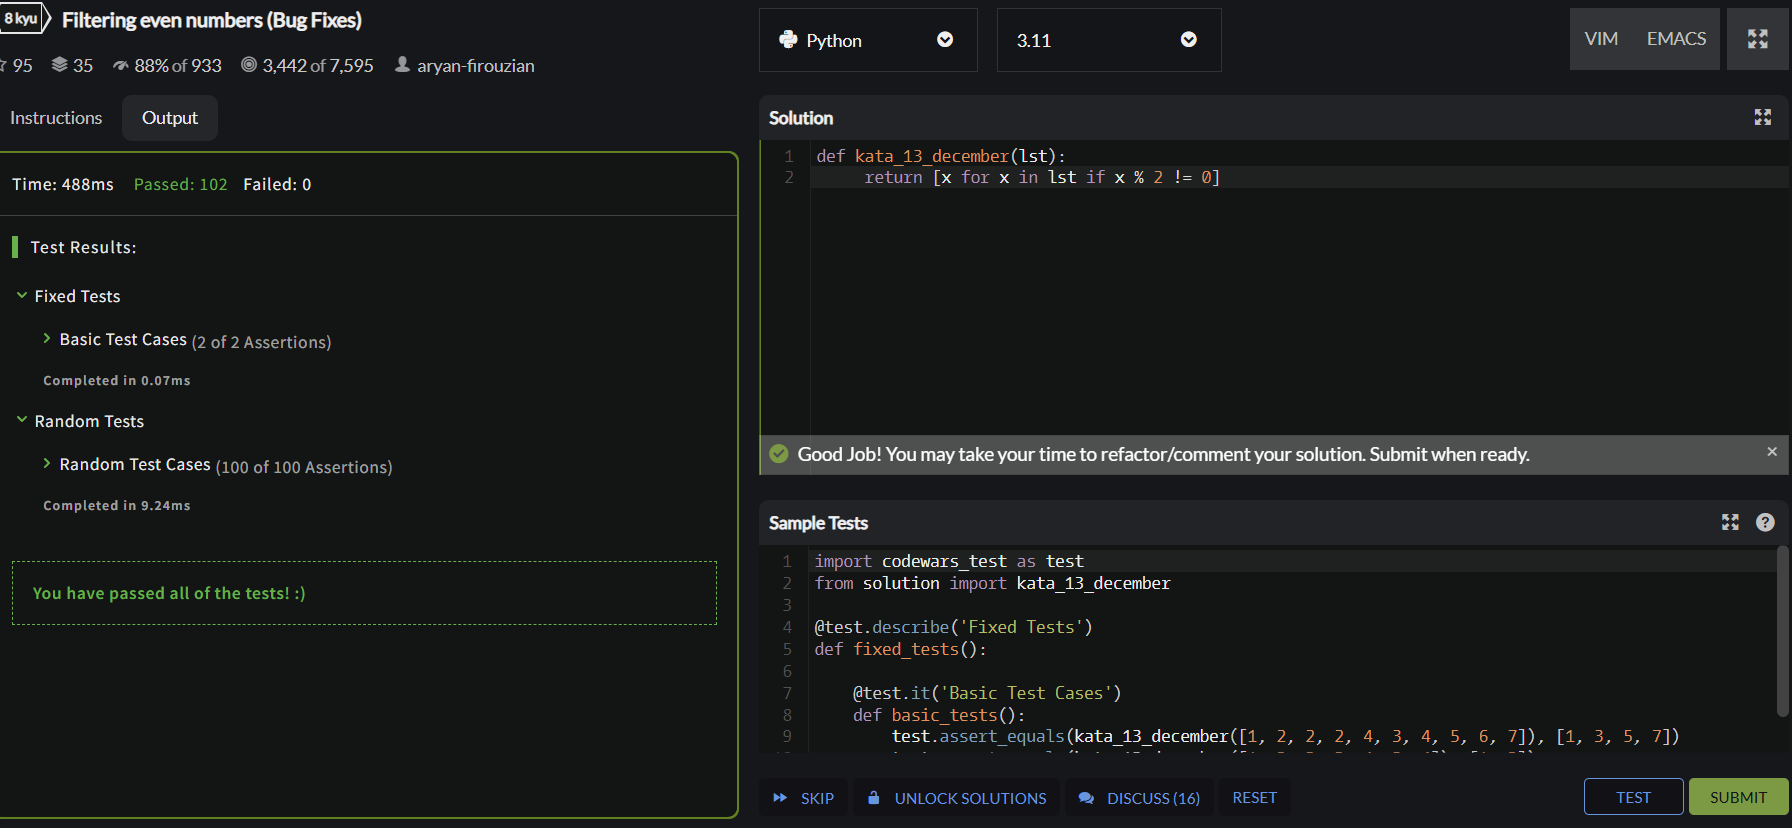 8 kyu Filtering even numbers (Bug Fixes)
95 35 88% of 933 3,442 of 7,595 aryan-firouzian
Instructions Output
Time: 488ms Passed: 102 Failed: 0
Test Results:
Fixed Tests
Basic Test Cases (2 of 2 Assertions)
Completed in 0.07ms
Random Tests
Random Test Cases (100 of 100 Assertions)
Completed in 9.24ms
You have passed all of the tests! :)
Python 3.11 VIM EMACS
Solution
1 def kata_13_december(lst):
2     return [x for x in lst if x % 2 != 0]
Good Job! You may take your time to refactor/comment your solution. Submit when ready. ×
Sample Tests ?
1 import codewars_test as test
2 from solution import kata_13_december
3
4 @test.describe('Fixed Tests')
5 def fixed_tests():
6
7     @test.it('Basic Test Cases')
8     def basic_tests():
9         test.assert_equals(kata_13_december([1, 2, 2, 2, 4, 3, 4, 5, 6, 7]), [1, 3, 5, 7])
SKIP UNLOCK SOLUTIONS DISCUSS (16) RESET TEST SUBMIT